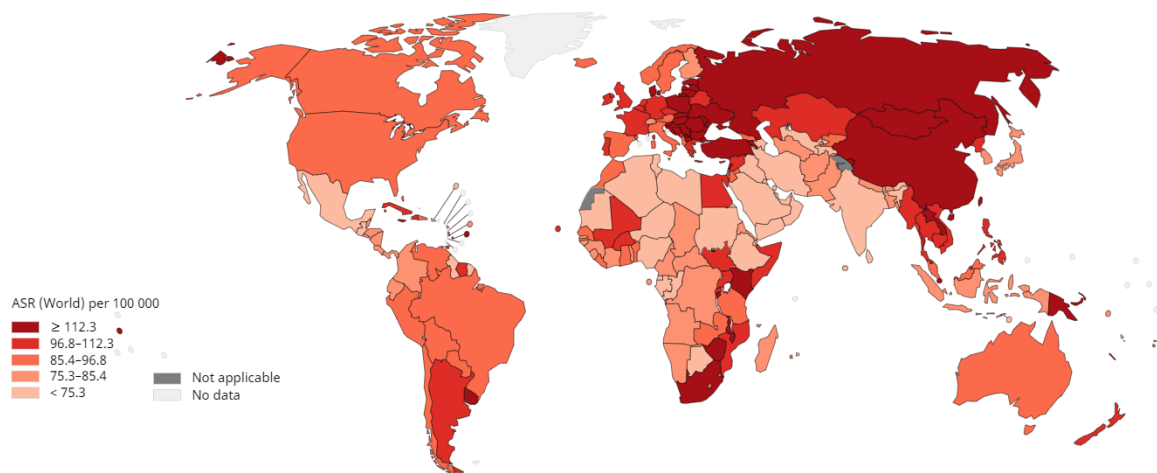 ASR (World) per 100 000
≥ 112.3
96.8–112.3
85.4–96.8
75.3–85.4
< 75.3
Not applicable
No data